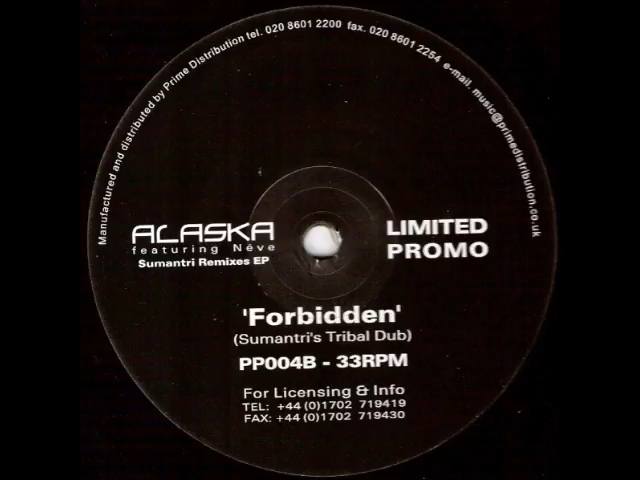 Manufactured and distributed by Prime Distribution tel. 020 8601 2200 fax. 020 8601 2254 e-mail. music@primedistribution.co.uk
ALASKA
featuring Néve
Sumantri Remixes EP
LIMITED
PROMO
'Forbidden'
(Sumantri's Tribal Dub)
PP004B - 33RPM
For Licensing & Info
TEL: +44 (0)1702 719419
FAX: +44 (0)1702 719430